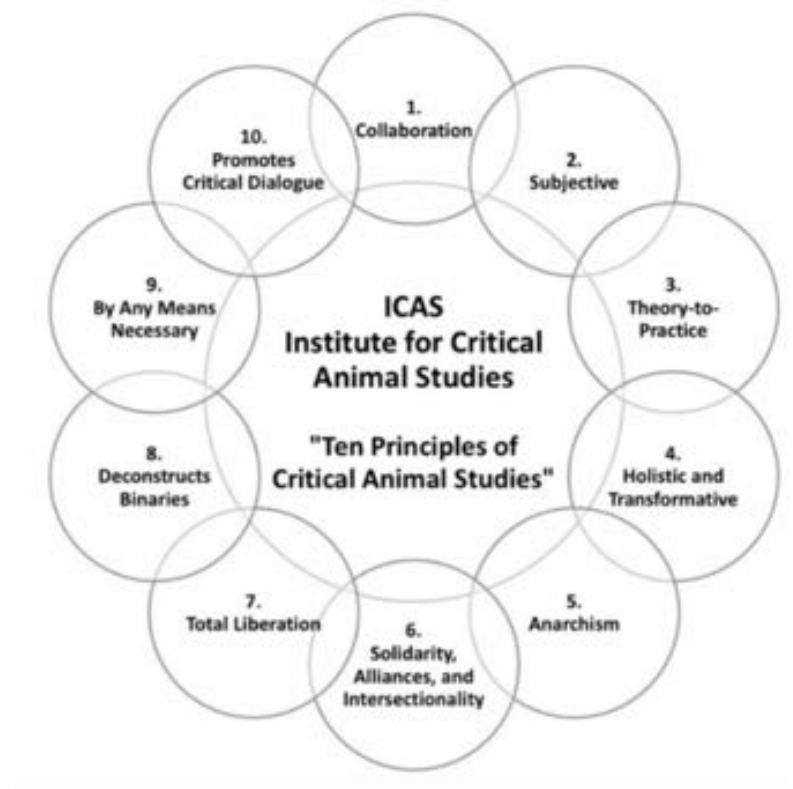 1.
Collaboration
2.
Subjective
3.
Theory-to-
Practice
4.
Holistic and
Transformative
5.
Anarchism
6.
Solidarity,
Alliances, and
Intersectionality
7.
Total Liberation
8.
Deconstructs
Binaries
9.
By Any Means
Necessary
10.
Promotes
Critical Dialogue
ICAS
Institute for Critical
Animal Studies
"Ten Principles of
Critical Animal Studies"